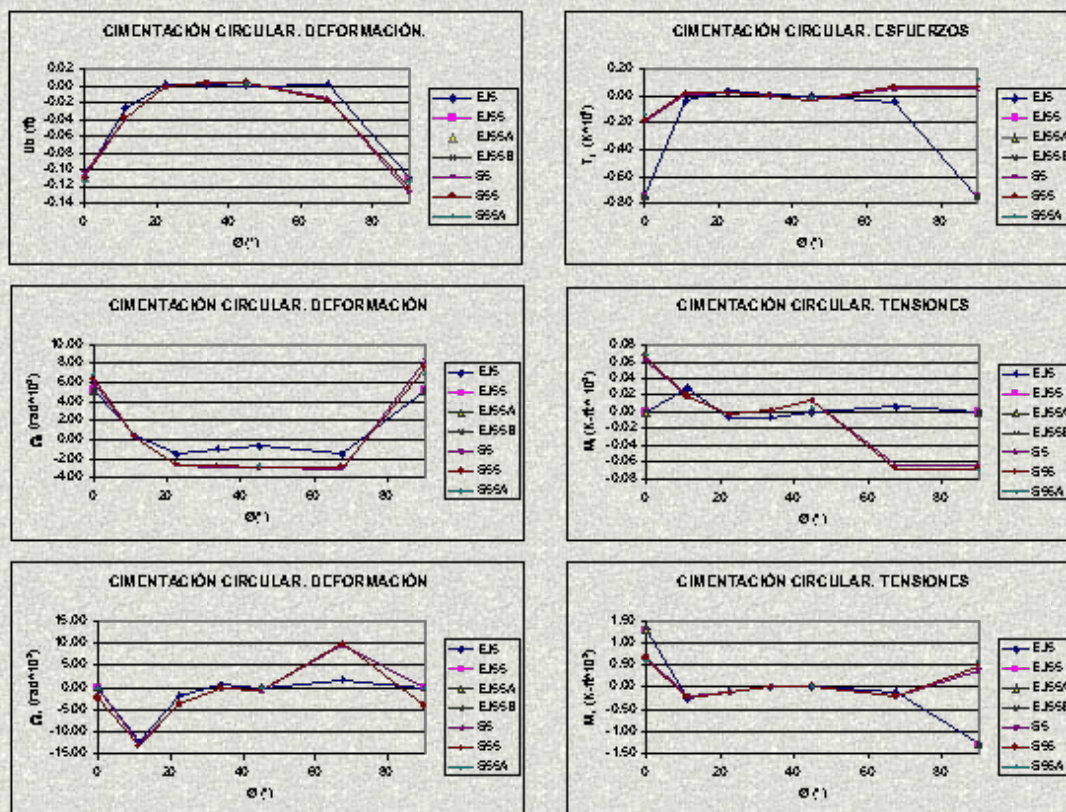 CIMENTACIÓN CIRCULAR. DEFORMACIÓN.
0.02
0.00
-0.02
-0.04
-0.06
-0.08
-0.10
-0.12
-0.14
Ub (ft)
0
20
40
60
80
Ø (°)
EJS
EJSS
EJSSA
EJSSB
SS
SSS
SSSA
CIMENTACIÓN CIRCULAR. ESFUERZOS
0.20
0.00
-0.20
-0.40
-0.60
-0.80
0
20
40
60
80
Ø (°)
EJS
EJSS
EJSSA
EJSSB
SS
SSS
SSSA
CIMENTACIÓN CIRCULAR. DEFORMACIÓN
10.00
8.00
6.00
4.00
2.00
0.00
-2.00
-4.00
(rad*10³)
0
20
40
60
80
Ø (°)
EJS
EJSS
EJSSA
EJSSB
SS
SSS
SSSA
CIMENTACIÓN CIRCULAR. TENSIONES
0.08
0.06
0.04
0.02
0.00
-0.02
-0.04
-0.06
-0.08
0
20
40
60
80
Ø (°)
EJS
EJSS
EJSSA
EJSSB
SS
SSS
SSSA
CIMENTACIÓN CIRCULAR. DEFORMACIÓN
15.00
10.00
5.00
0.00
-5.00
-10.00
-15.00
0
20
40
60
80
Ø (°)
EJS
EJSS
EJSSA
EJSSB
SS
SSS
SSSA
CIMENTACIÓN CIRCULAR. TENSIONES
1.50
1.00
0.50
0.00
-0.50
-1.00
-1.50
0
20
40
60
80
Ø (°)
EJS
EJSS
EJSSA
EJSSB
SS
SSS
SSSA